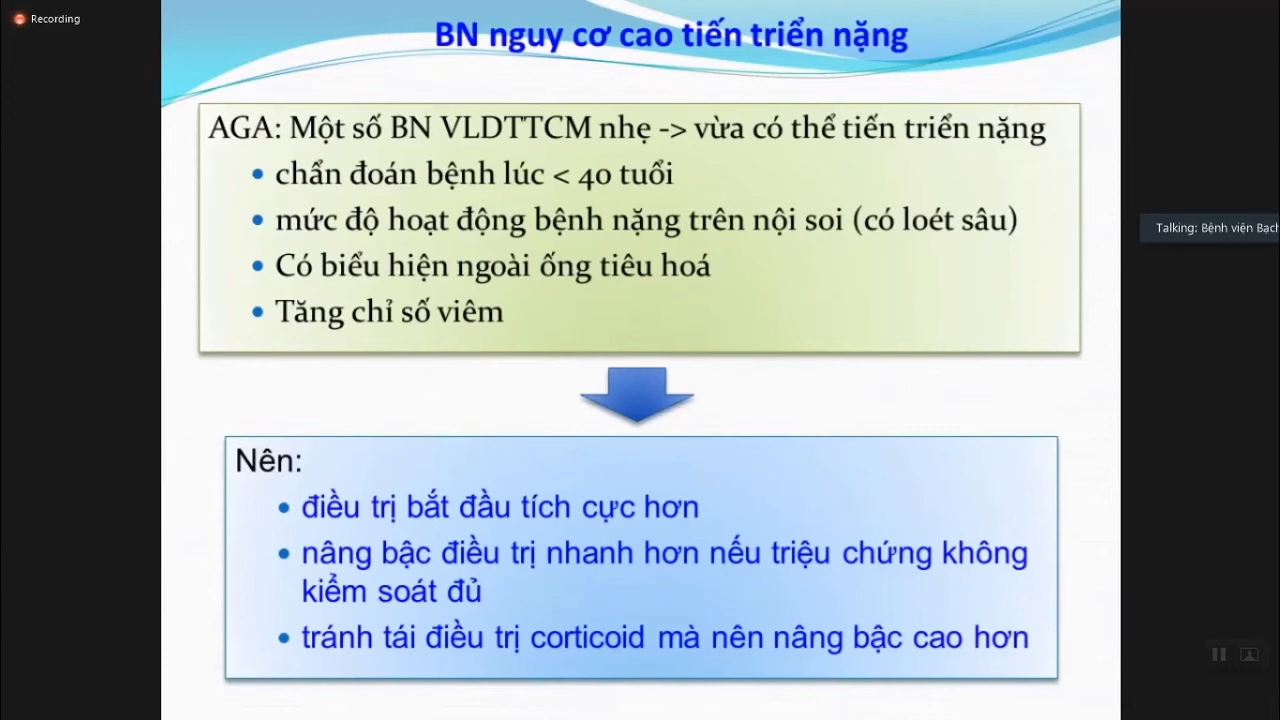 Recording
BN nguy cơ cao tiến triển nặng
AGA: Một số BN VLDTTCM nhẹ -> vừa có thể tiến triển nặng
• chẩn đoán bệnh lúc < 40 tuổi
• mức độ hoạt động bệnh nặng trên nội soi (có loét sâu)
Talking: Bệnh viện Bạch
• Có biểu hiện ngoài ống tiêu hoá
• Tăng chỉ số viêm
Nên:
• điều trị bắt đầu tích cực hơn
• nâng bậc điều trị nhanh hơn nếu triệu chứng không
kiểm soát đủ
• tránh tái điều trị corticoid mà nên nâng bậc cao hơn